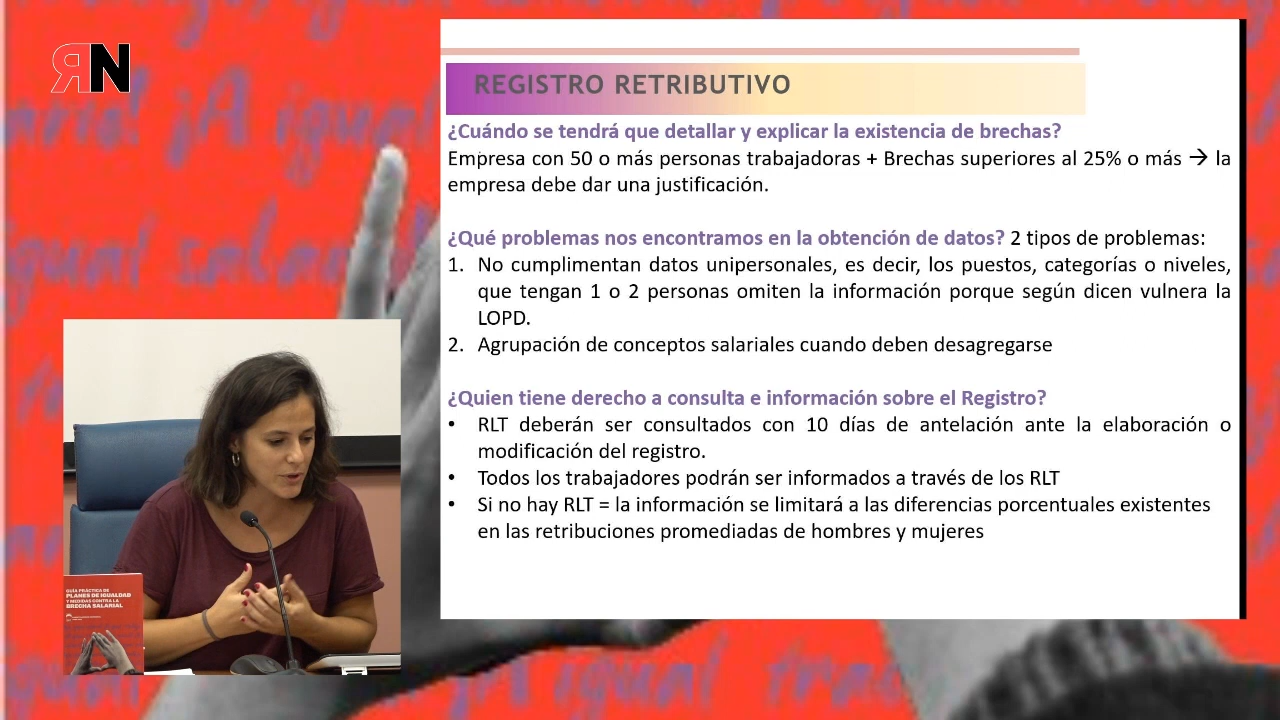 ЯN
REGISTRO RETRIBUTIVO
¿Cuándo se tendrá que detallar y explicar la existencia de brechas?
Empresa con 50 o más personas trabajadoras + Brechas superiores al 25% o más → la
empresa debe dar una justificación.
¿Qué problemas nos encontramos en la obtención de datos? 2 tipos de problemas:
1. No cumplimentan datos unipersonales, es decir, los puestos, categorías o niveles,
que tengan 1 o 2 personas omiten la información porque según dicen vulnera la
LOPD.
2. Agrupación de conceptos salariales cuando deben desagregarse
¿Quien tiene derecho a consulta e información sobre el Registro?
• RLT deberán ser consultados con 10 días de antelación ante la elaboración o
modificación del registro.
• Todos los trabajadores podrán ser informados a través de los RLT
• Si no hay RLT = la información se limitará a las diferencias porcentuales existentes
en las retribuciones promediadas de hombres y mujeres
GUÍA PRÁCTICA DE
PLANES DE IGUALDAD
Y MEDIDAS CONTRA LA
BRECHA SALARIAL
¡A igual
igual
¡A igual